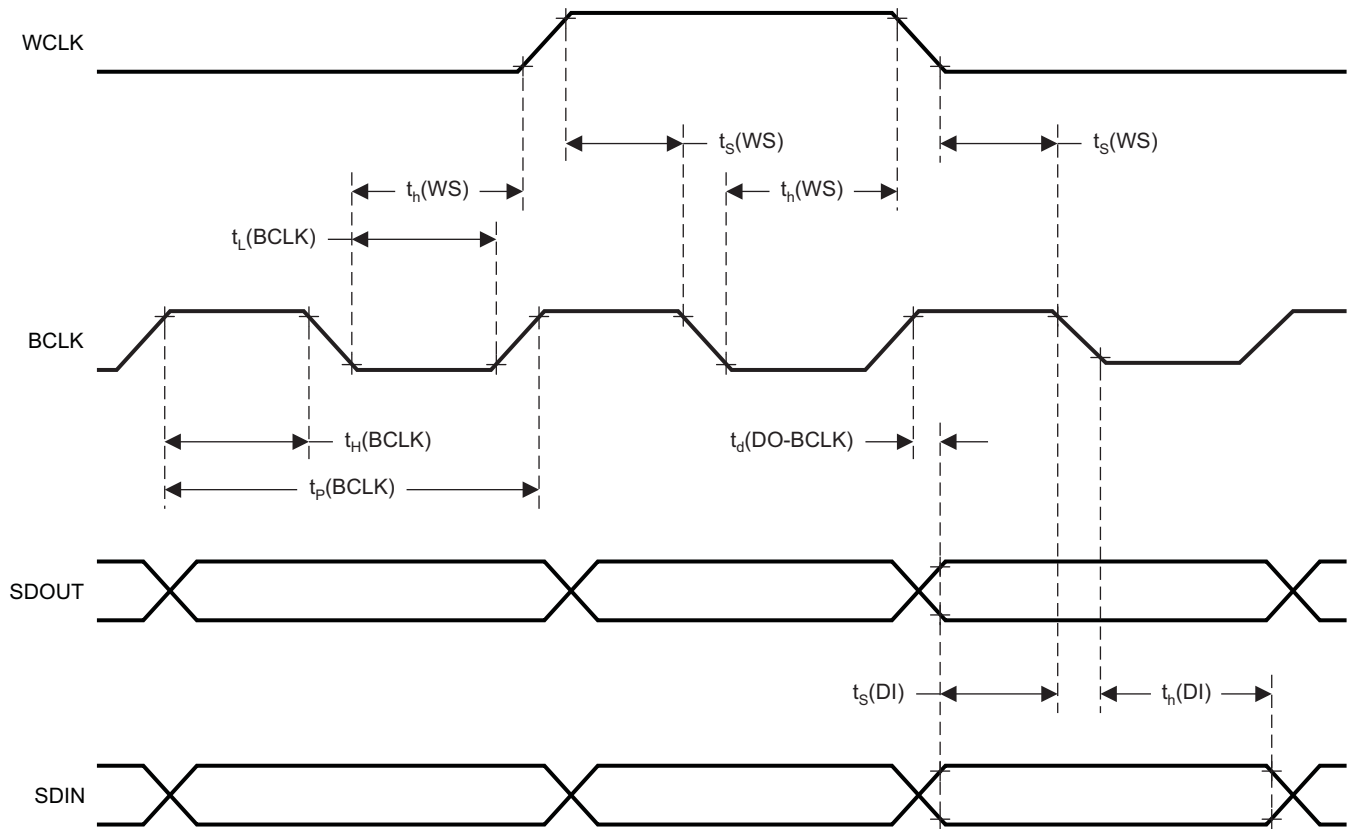 WCLK
tS(WS)
tS(WS)
th(WS)
th(WS)
tL(BCLK)
BCLK
tH(BCLK)
td(DO-BCLK)
tP(BCLK)
SDOUT
tS(DI)
th(DI)
SDIN